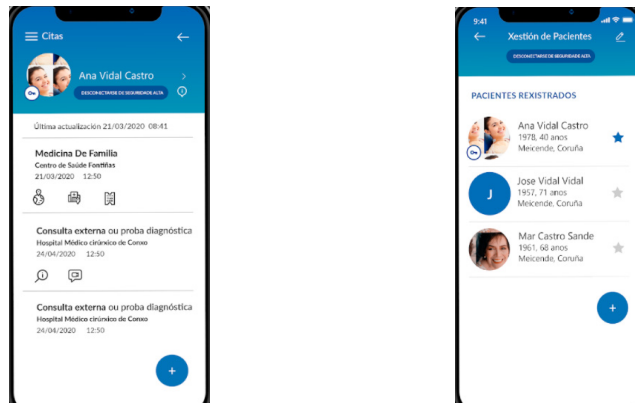 Citas
Ana Vidal Castro
DESCONECTARSE DE SEGURIDADE ALTA
Última actualización 21/03/2020 08:41
Medicina De Familia
Centro de Saúde Fontiñas
21/03/2020 12:50
Consulta externa ou proba diagnóstica
Hospital Médico cirúrxico de Conxo
24/04/2020 12:50
Consulta externa ou proba diagnóstica
Hospital Médico cirúrxico de Conxo
24/04/2020 12:50
+
9:41
Xestión de Pacientes
DESCONECTARSE DE SEGURIDADE ALTA
PACIENTES REXISTRADOS
Ana Vidal Castro
1978, 40 anos
Meicende, Coruña
J
Jose Vidal Vidal
1957, 71 anos
Meicende, Coruña
Mar Castro Sande
1961, 68 anos
Meicende, Coruña
+